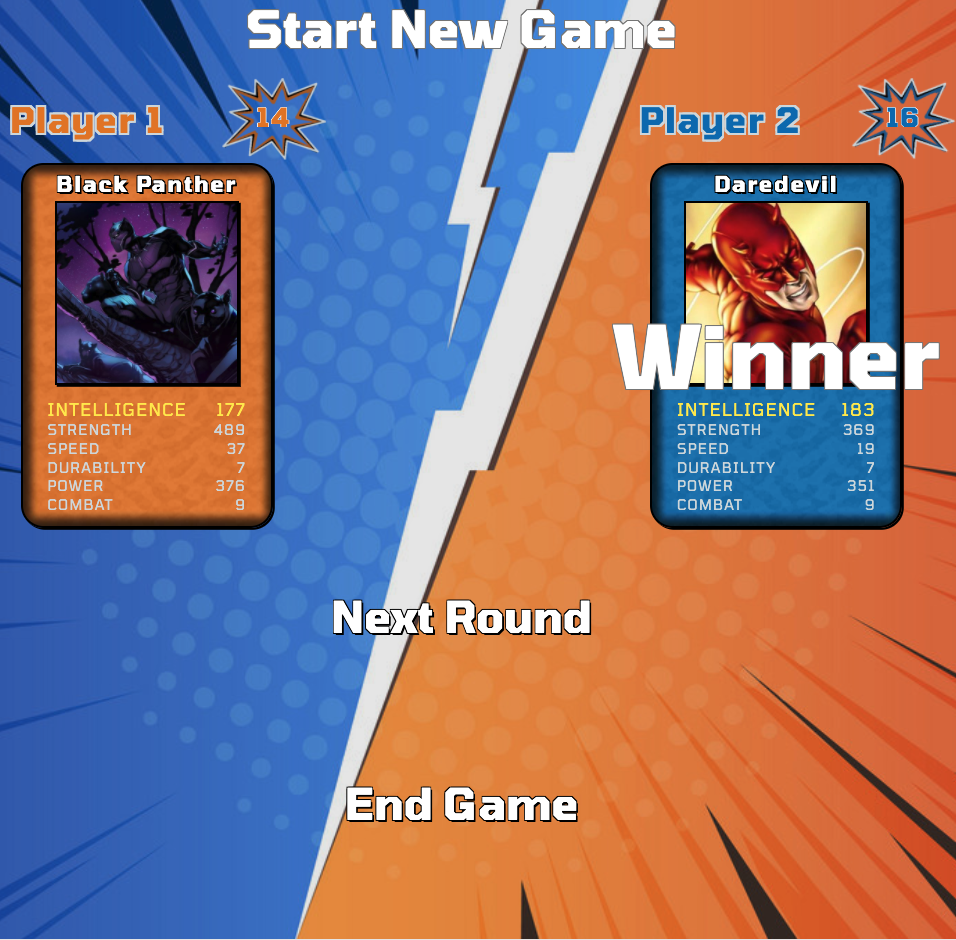 Start New Game
Player 1
14
Player 2
16
Black Panther
INTELLIGENCE 177
STRENGTH 489
SPEED 37
DURABILITY 7
POWER 376
COMBAT 9
Daredevil
Winner
INTELLIGENCE 183
STRENGTH 369
SPEED 19
DURABILITY 7
POWER 351
COMBAT 9
Next Round
End Game